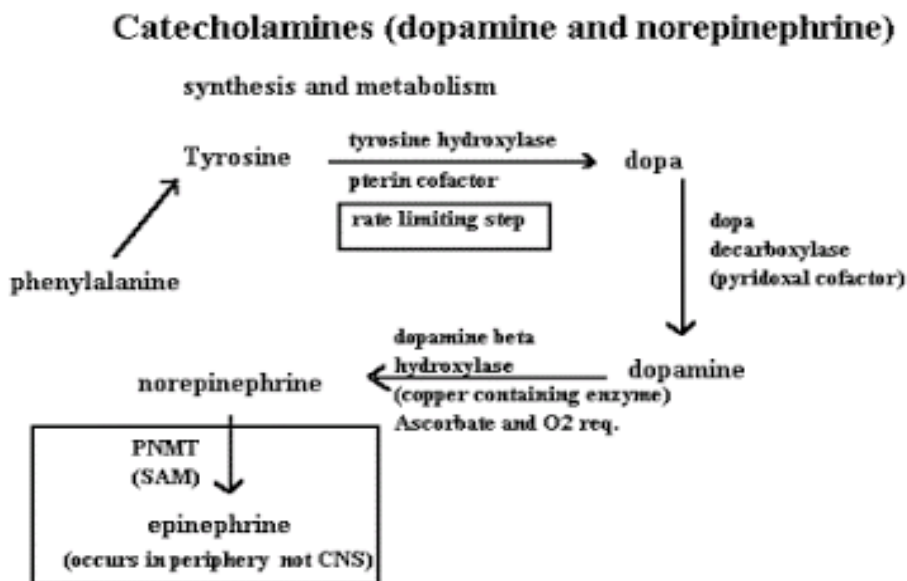 Catecholamines (dopamine and norepinephrine)
synthesis and metabolism
Tyrosine
tyrosine hydroxylase
pterin cofactor
rate limiting step
dopa
phenylalanine
dopa
decarboxylase
(pyridoxal cofactor)
dopamine
dopamine beta
hydroxylase
(copper containing enzyme)
Ascorbate and O2 req.
norepinephrine
PNMT
(SAM)
epinephrine
(occurs in periphery not CNS)